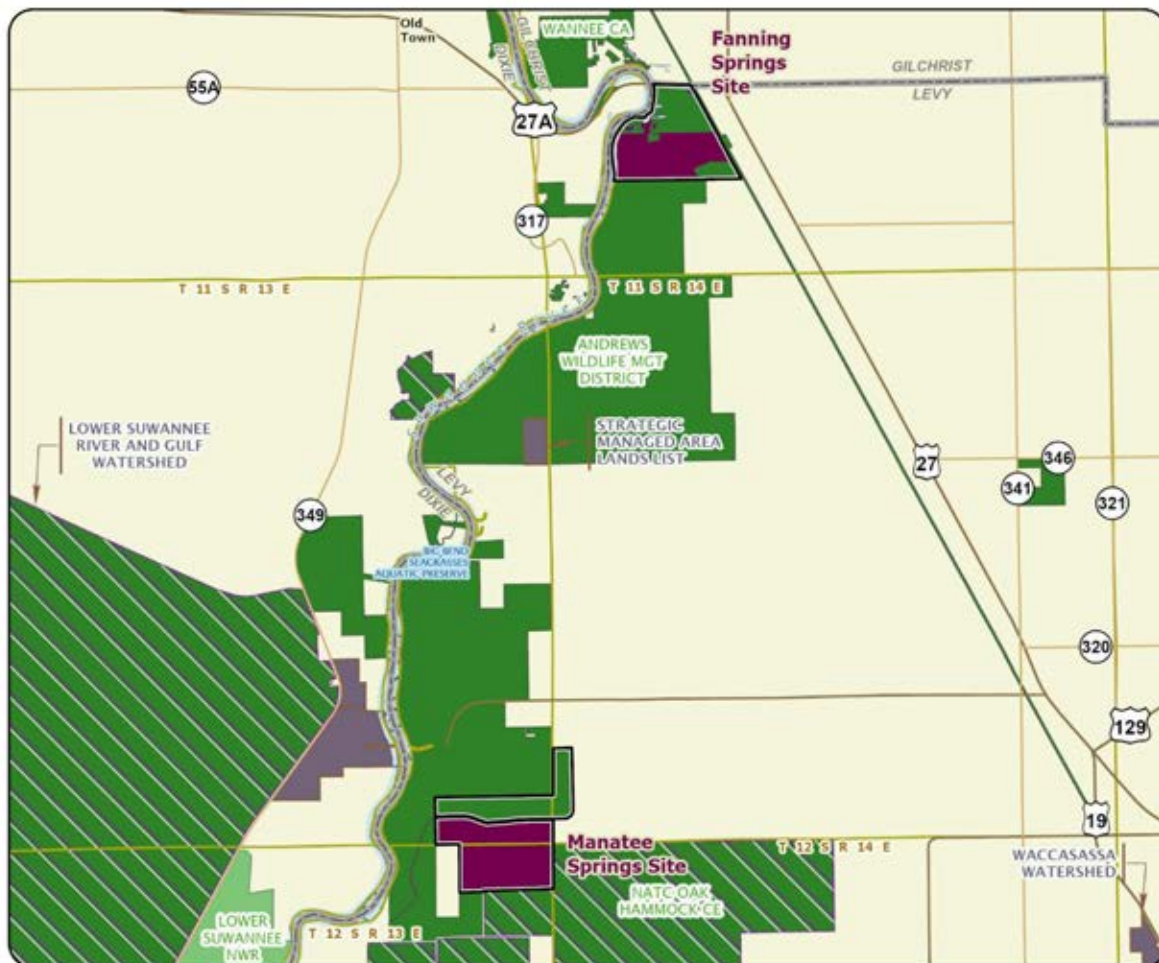 Old
Town
WANNEE CA
GILCHRIST
DIXIE
Fanning
Springs
Site
GILCHRIST
LEVY
55A
27A
317
T 11 S R 13 E
T 11 S R 14 E
ANDREWS
WILDLIFE MGT
DISTRICT
STRATEGIC
MANAGED AREA
LANDS LIST
LOWER SUWANNEE
RIVER AND GULF
WATERSHED
LEVY
DIXIE
27
346
341
321
349
BIG BEND
SEAGRASSES
AQUATIC PRESERVE
320
129
19
Manatee
Springs Site
T 12 S R 14 E
WACCASASSA
WATERSHED
NATC OAK
HAMMOCK CE
LOWER
SUWANNEE
NWR
T 12 S R 13 E